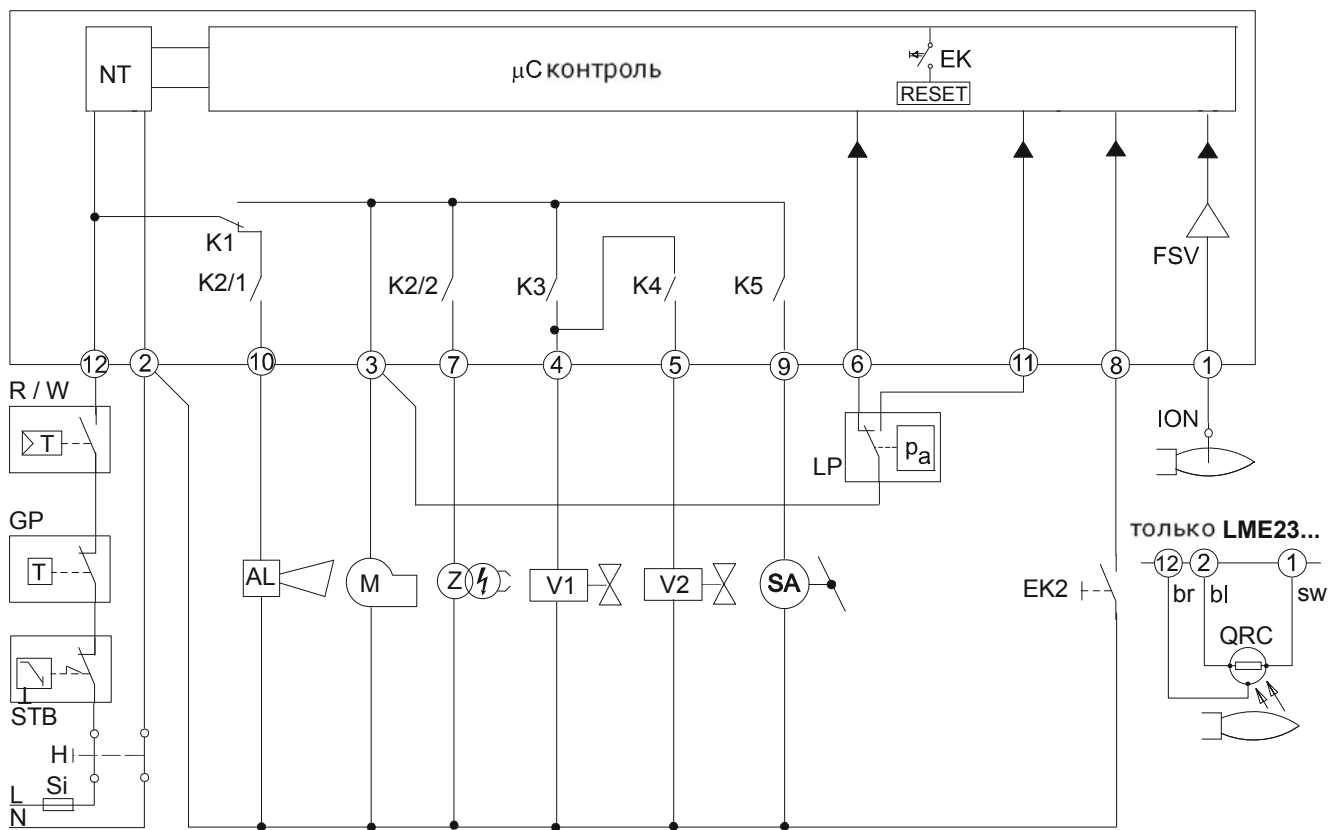 NT
μC контроль
EK
RESET
FSV
K1
K2/1
K2/2
K3
K4
K5
12
2
10
3
7
4
5
9
6
11
8
1
R / W
T
LP
pa
ION
GP
T
AL
M
Z
V1
V2
SA
EK2
только LME23...
12
2
1
br
bl
sw
QRC
STB
H
Si
L
N